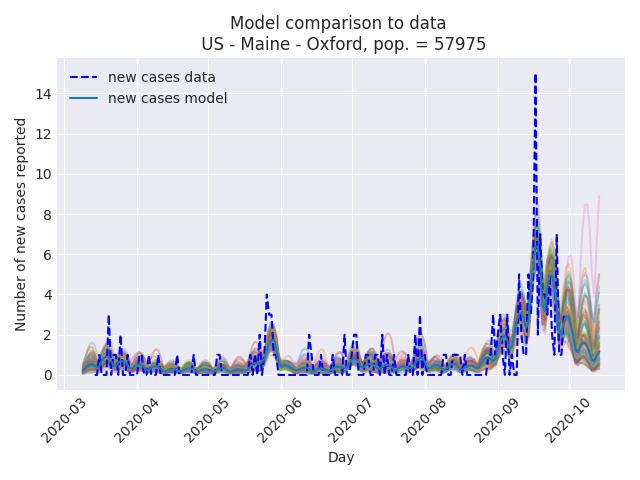 Model comparison to data
US - Maine - Oxford, pop. = 57975
new cases data
new cases model
Number of new cases reported
14
12
10
8
6
4
2
0
2020-03
2020-04
2020-05
2020-06
2020-07
2020-08
2020-09
2020-10
Day